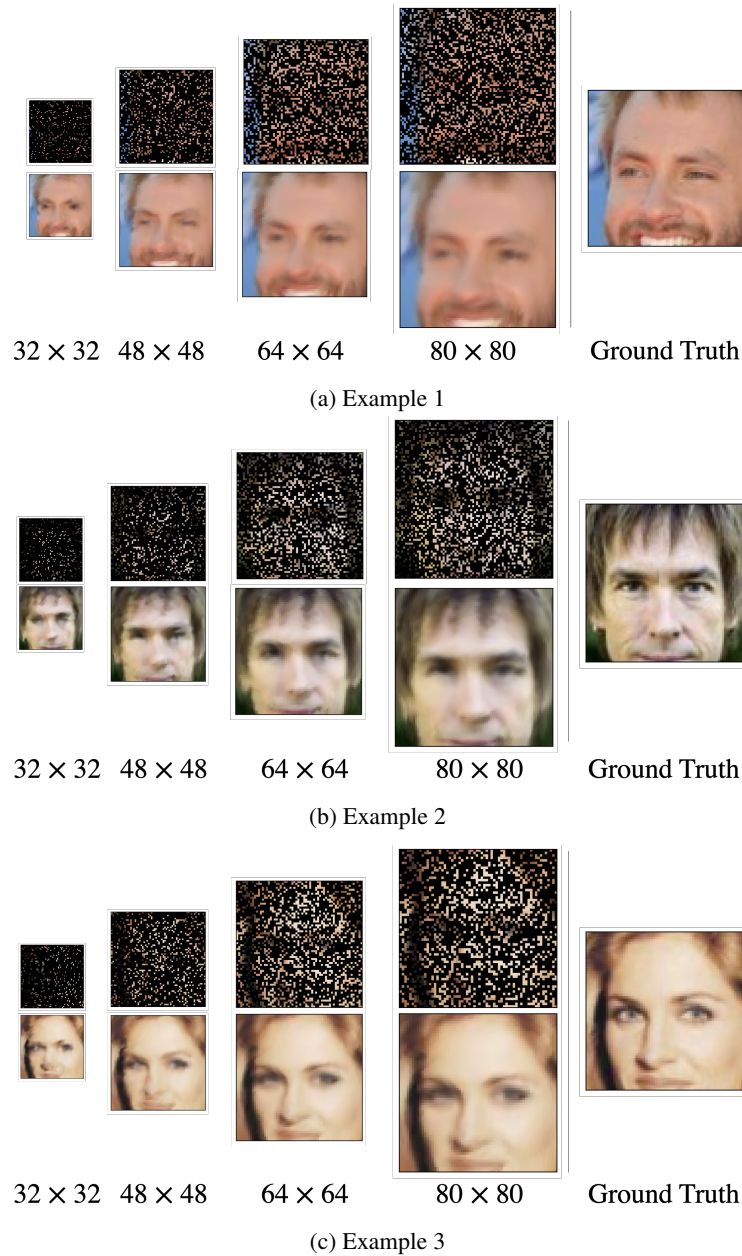 32 × 32 48 × 48 64 × 64 80 × 80 Ground Truth
(a) Example 1
32 × 32 48 × 48 64 × 64 80 × 80 Ground Truth
(b) Example 2
32 × 32 48 × 48 64 × 64 80 × 80 Ground Truth
(c) Example 3